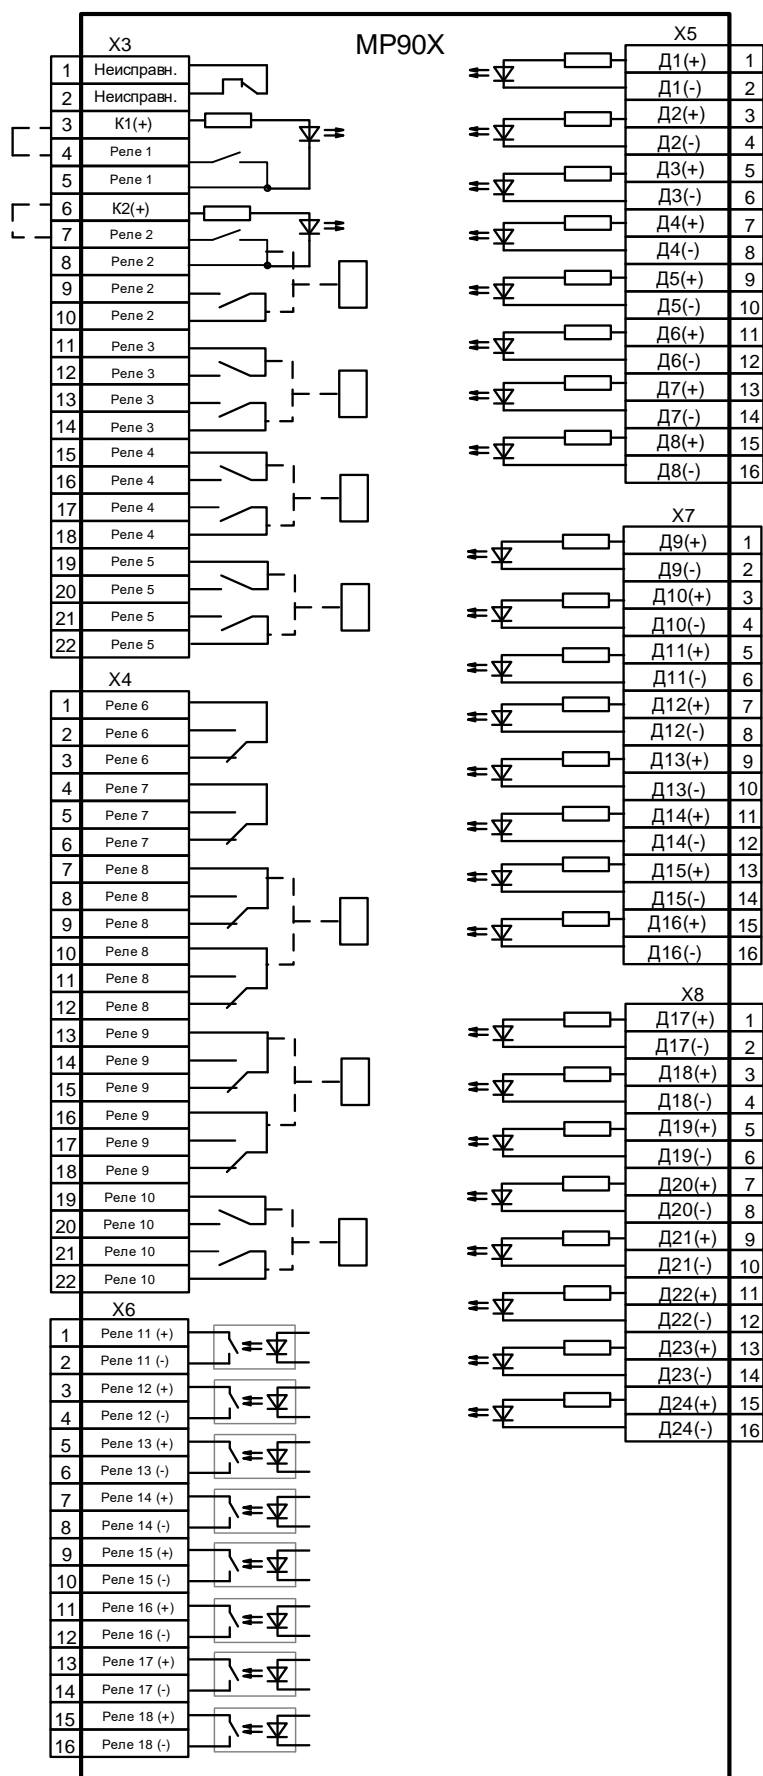 МР90Х
X3
1 Неисправн.
2 Неисправн.
3 К1(+)
4 Реле 1
5 Реле 1
6 К2(+)
7 Реле 2
8 Реле 2
9 Реле 2
10 Реле 2
11 Реле 3
12 Реле 3
13 Реле 3
14 Реле 3
15 Реле 4
16 Реле 4
17 Реле 4
18 Реле 4
19 Реле 5
20 Реле 5
21 Реле 5
22 Реле 5
X4
1 Реле 6
2 Реле 6
3 Реле 6
4 Реле 7
5 Реле 7
6 Реле 7
7 Реле 8
8 Реле 8
9 Реле 8
10 Реле 8
11 Реле 8
12 Реле 8
13 Реле 9
14 Реле 9
15 Реле 9
16 Реле 9
17 Реле 9
18 Реле 9
19 Реле 10
20 Реле 10
21 Реле 10
22 Реле 10
X6
1 Реле 11 (+)
2 Реле 11 (-)
3 Реле 12 (+)
4 Реле 12 (-)
5 Реле 13 (+)
6 Реле 13 (-)
7 Реле 14 (+)
8 Реле 14 (-)
9 Реле 15 (+)
10 Реле 15 (-)
11 Реле 16 (+)
12 Реле 16 (-)
13 Реле 17 (+)
14 Реле 17 (-)
15 Реле 18 (+)
16 Реле 18 (-)
X5
Д1(+) 1
Д1(-) 2
Д2(+) 3
Д2(-) 4
Д3(+) 5
Д3(-) 6
Д4(+) 7
Д4(-) 8
Д5(+) 9
Д5(-) 10
Д6(+) 11
Д6(-) 12
Д7(+) 13
Д7(-) 14
Д8(+) 15
Д8(-) 16
X7
Д9(+) 1
Д9(-) 2
Д10(+) 3
Д10(-) 4
Д11(+) 5
Д11(-) 6
Д12(+) 7
Д12(-) 8
Д13(+) 9
Д13(-) 10
Д14(+) 11
Д14(-) 12
Д15(+) 13
Д15(-) 14
Д16(+) 15
Д16(-) 16
X8
Д17(+) 1
Д17(-) 2
Д18(+) 3
Д18(-) 4
Д19(+) 5
Д19(-) 6
Д20(+) 7
Д20(-) 8
Д21(+) 9
Д21(-) 10
Д22(+) 11
Д22(-) 12
Д23(+) 13
Д23(-) 14
Д24(+) 15
Д24(-) 16